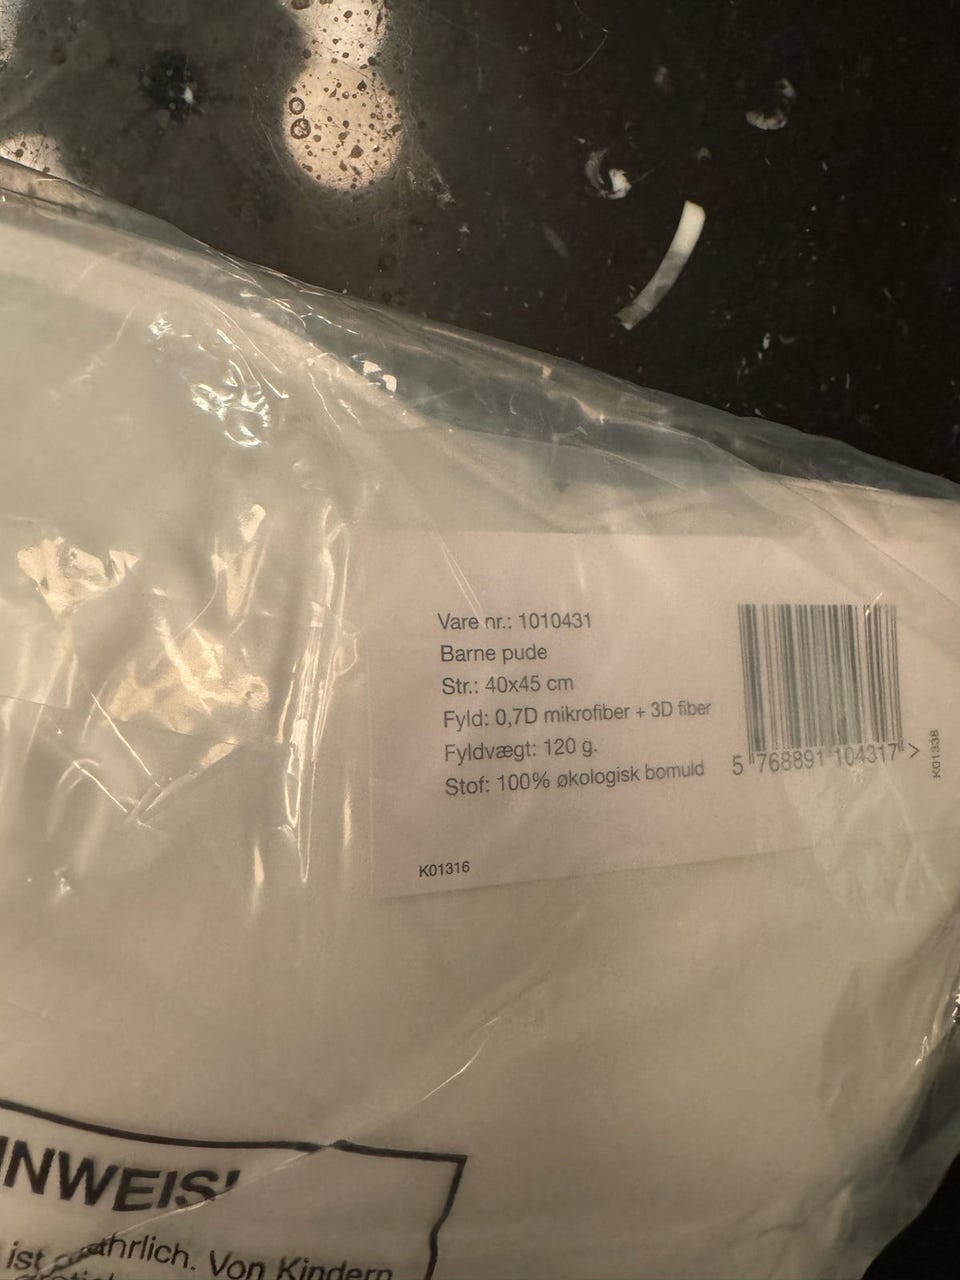 Vare nr.: 1010431
Barne pude
Str.: 40x45 cm
Fyld: 0,7D mikrofiber + 3D fiber
Fyldvægt: 120 g.
Stof: 100% økologisk bomuld
5 768891 104317 >
K01338
K01316
INWEIS!
ist Von Kindern